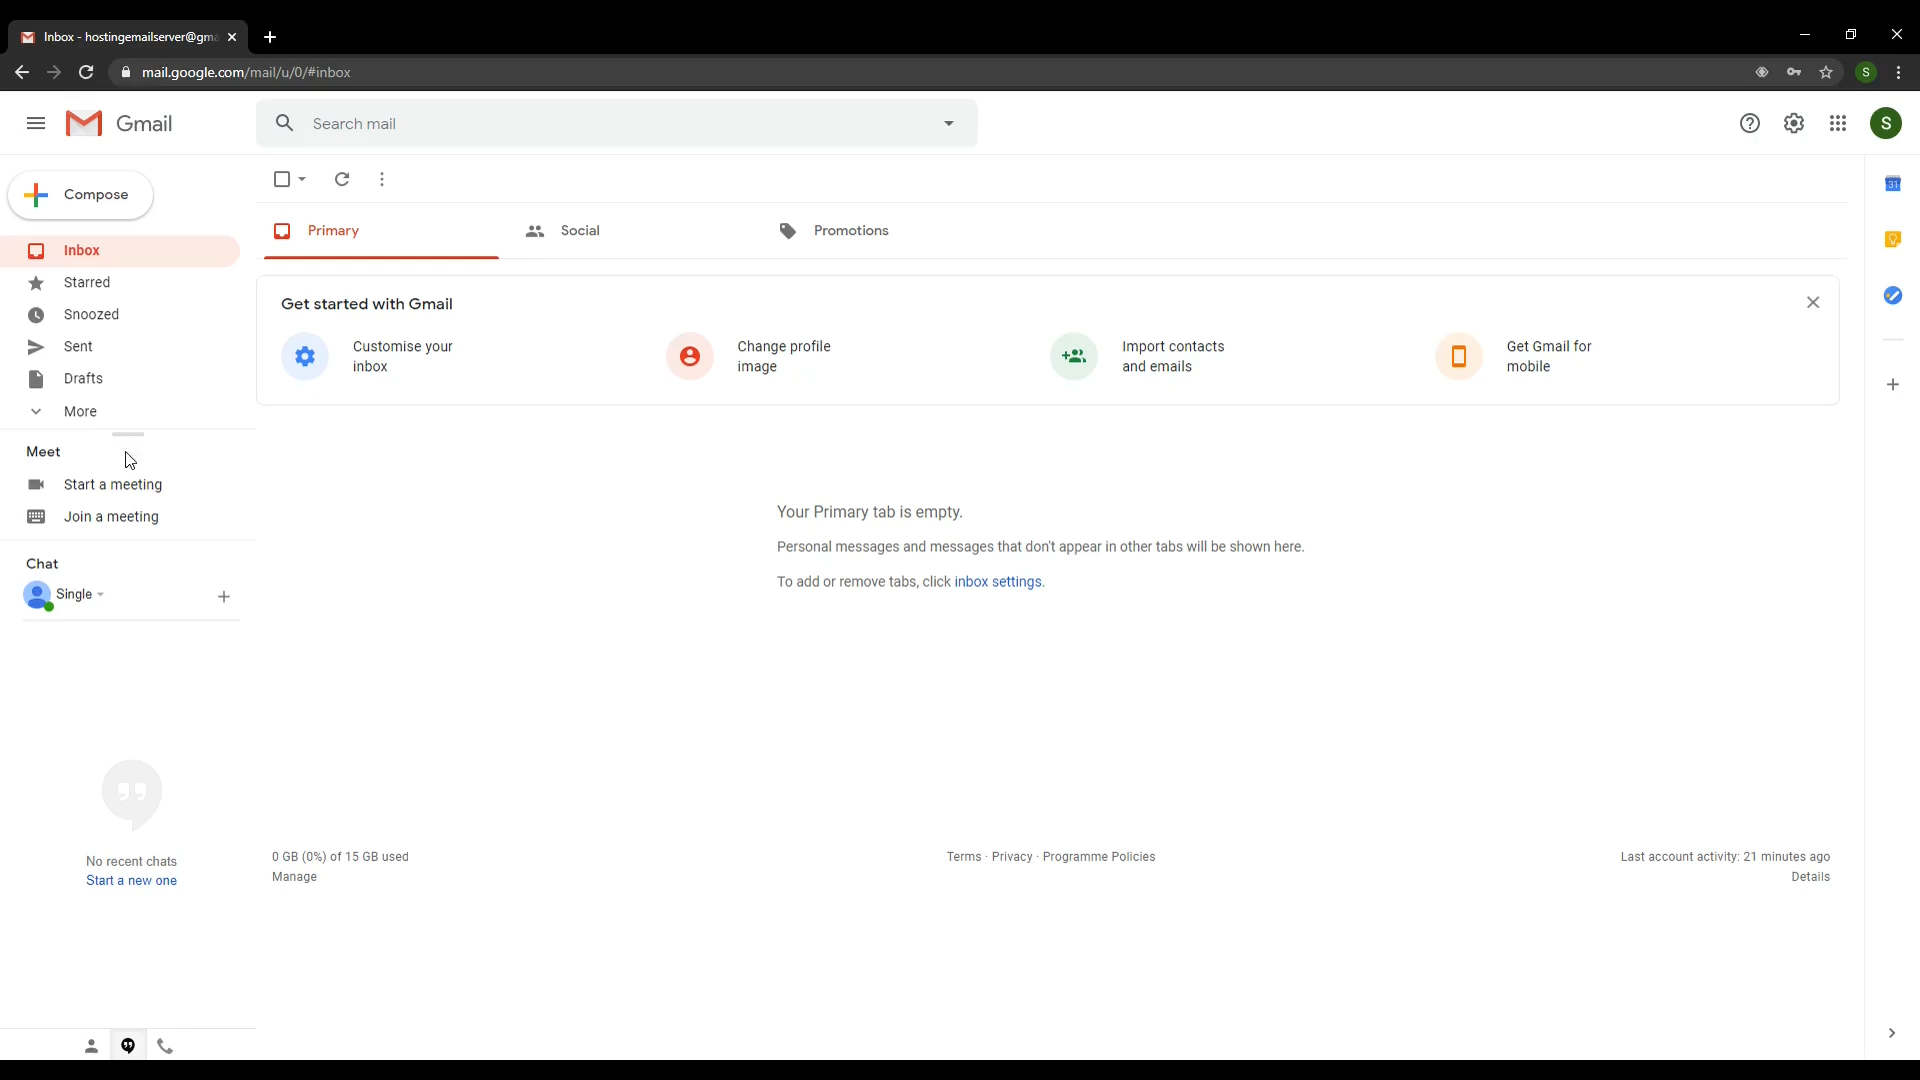 Inbox - hostingemailserver@gma
mail.google.com/mail/u/0/#inbox
S
Gmail
Search mail
S
Compose
Inbox
Starred
Snoozed
Sent
Drafts
More
Meet
Start a meeting
Join a meeting
Chat
Single
No recent chats
Start a new one
Primary
Social
Promotions
Get started with Gmail
Customise your
inbox
Change profile
image
Import contacts
and emails
Get Gmail for
mobile
Your Primary tab is empty.
Personal messages and messages that don't appear in other tabs will be shown here.
To add or remove tabs, click inbox settings.
0 GB (0%) of 15 GB used
Manage
Terms · Privacy · Programme Policies
Last account activity: 21 minutes ago
Details
31